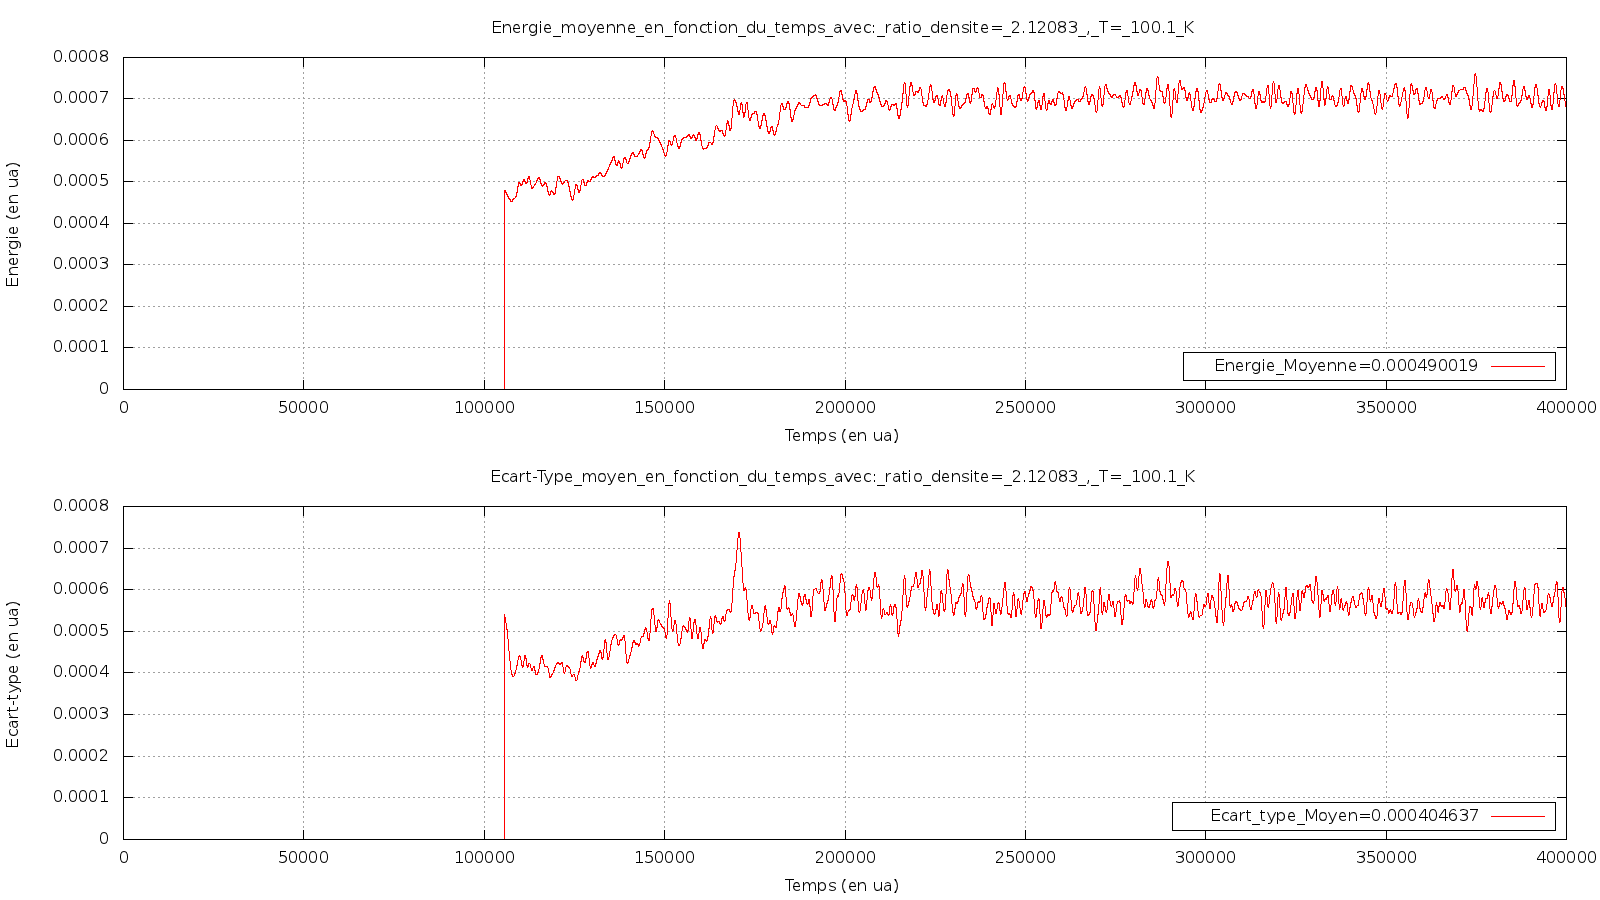 Energie_moyenne_en_fonction_du_temps_avec:_ratio_densite=_2.12083_,_T=_100.1_K
0.0008
0.0007
0.0006
0.0005
0.0004
0.0003
0.0002
0.0001
0
Energie (en ua)
Energie_Moyenne=0.000490019
0 50000 100000 150000 200000 250000 300000 350000 400000
Temps (en ua)
Ecart-Type_moyen_en_fonction_du_temps_avec:_ratio_densite=_2.12083_,_T=_100.1_K
0.0008
0.0007
0.0006
0.0005
0.0004
0.0003
0.0002
0.0001
0
Ecart-type (en ua)
Ecart_type_Moyen=0.000404637
0 50000 100000 150000 200000 250000 300000 350000 400000
Temps (en ua)